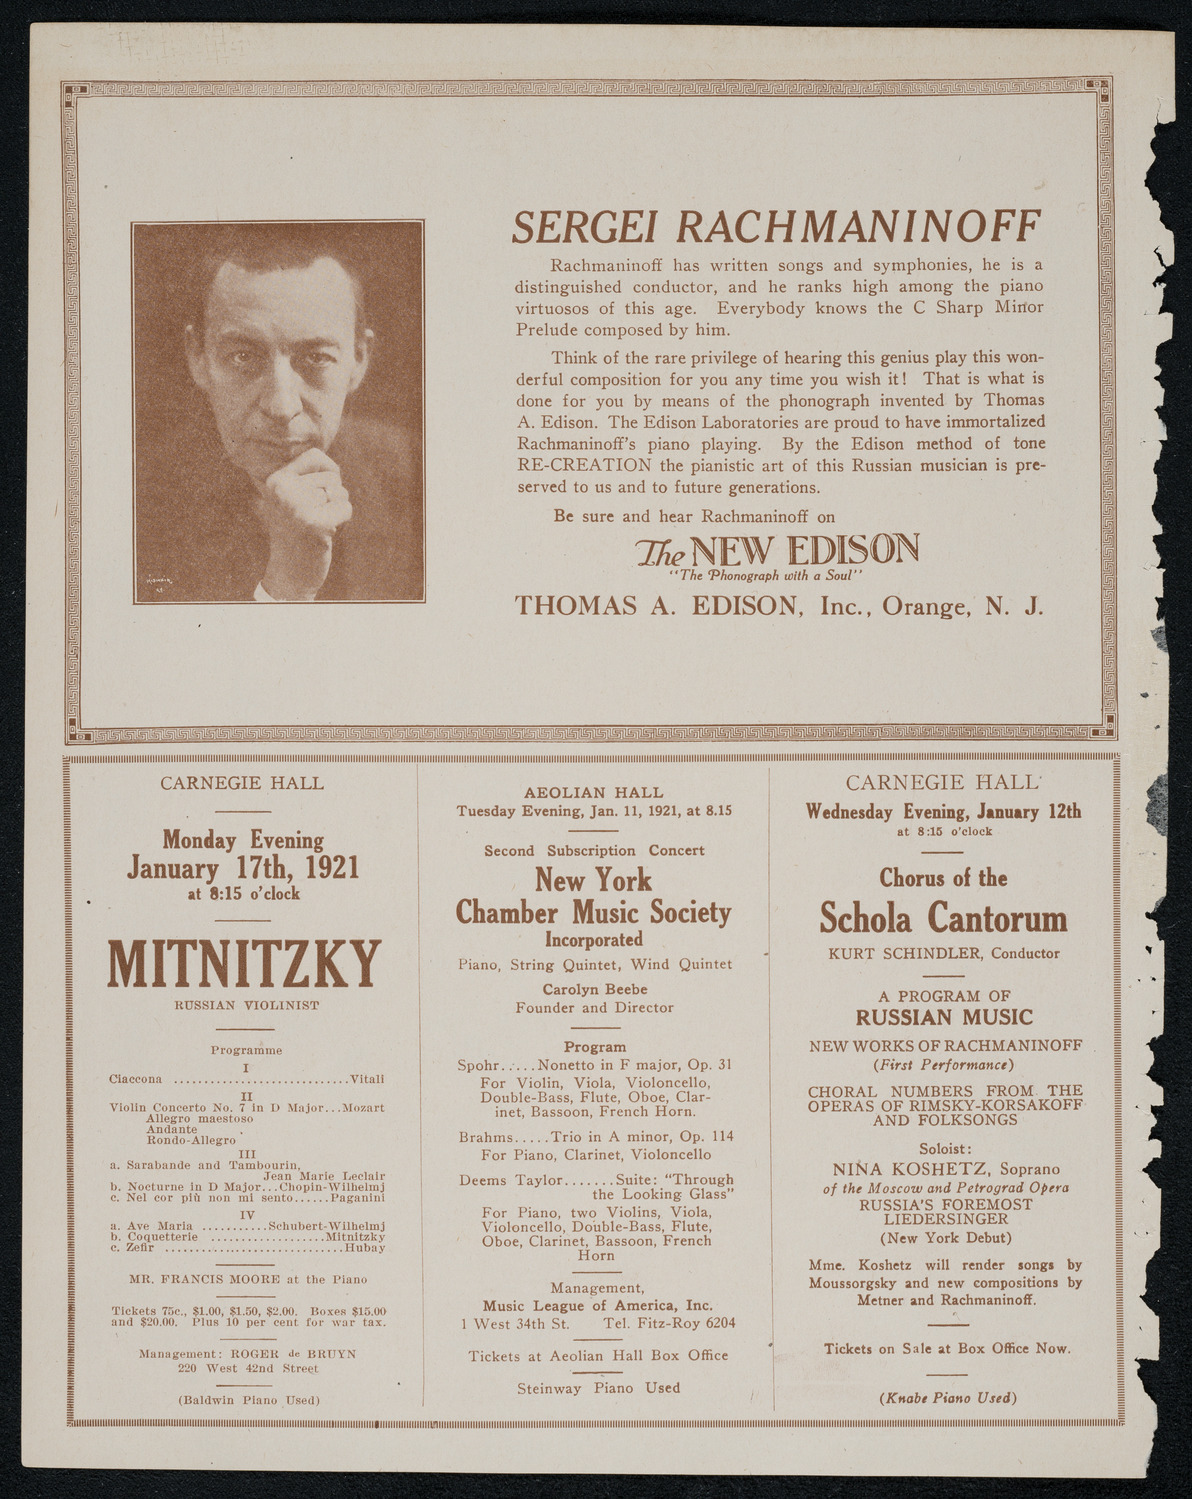 SERGEI RACHMANINOFF
Rachmaninoff has written songs and symphonies, he is a
distinguished conductor, and he ranks high among the piano
virtuosos of this age. Everybody knows the C Sharp Minor
Prelude composed by him.
Think of the rare privilege of hearing this genius play this won-
derful composition for you any time you wish it! That is what is
done for you by means of the phonograph invented by Thomas
A. Edison. The Edison Laboratories are proud to have immortalized
Rachmaninoff's piano playing. By the Edison method of tone
RE-CREATION the pianistic art of this Russian musician is pre-
served to us and to future generations.
Be sure and hear Rachmaninoff on
The NEW EDISON
"The Phonograph with a Soul"
THOMAS A. EDISON, Inc., Orange, N. J.
CARNEGIE HALL
Monday Evening
January 17th, 1921
at 8:15 o'clock
MITNITZKY
RUSSIAN VIOLINIST
Programme
I
Ciaccona .............................Vitali
II
Violin Concerto No. 7 in D Major...Mozart
Allegro maestoso
Andante
Rondo-Allegro
III
a. Sarabande and Tambourin,
Jean Marie Leclair
b. Nocturne in D Major...Chopin-Wilhelmj
c. Nel cor più non mi sento......Paganini
IV
a. Ave Maria ...........Schubert-Wilhelmj
b. Coquetterie ...................Mitnitzky
c. Zefir ..............................Hubay
MR. FRANCIS MOORE at the Piano
Tickets 75c., $1.00, $1.50, $2.00. Boxes $15.00
and $20.00. Plus 10 per cent for war tax.
Management: ROGER de BRUYN
220 West 42nd Street
(Baldwin Piano Used)
AEOLIAN HALL
Tuesday Evening, Jan. 11, 1921, at 8.15
Second Subscription Concert
New York
Chamber Music Society
Incorporated
Piano, String Quintet, Wind Quintet
Carolyn Beebe
Founder and Director
Program
Spohr......Nonetto in F major, Op. 31
For Violin, Viola, Violoncello,
Double-Bass, Flute, Oboe, Clar-
inet, Bassoon, French Horn.
Brahms.....Trio in A minor, Op. 114
For Piano, Clarinet, Violoncello
Deems Taylor.......Suite: "Through
the Looking Glass"
For Piano, two Violins, Viola,
Violoncello, Double-Bass, Flute,
Oboe, Clarinet, Bassoon, French
Horn
Management,
Music League of America, Inc.
1 West 34th St. Tel. Fitz-Roy 6204
Tickets at Aeolian Hall Box Office
Steinway Piano Used
CARNEGIE HALL
Wednesday Evening, January 12th
at 8:15 o'clock
Chorus of the
Schola Cantorum
KURT SCHINDLER, Conductor
A PROGRAM OF
RUSSIAN MUSIC
NEW WORKS OF RACHMANINOFF
(First Performance)
CHORAL NUMBERS FROM THE
OPERAS OF RIMSKY-KORSAKOFF
AND FOLKSONGS
Soloist:
NINA KOSHETZ, Soprano
of the Moscow and Petrograd Opera
RUSSIA'S FOREMOST
LIEDERSINGER
(New York Debut)
Mme. Koshetz will render songs by
Moussorgsky and new compositions by
Metner and Rachmaninoff.
Tickets on Sale at Box Office Now.
(Knabe Piano Used)